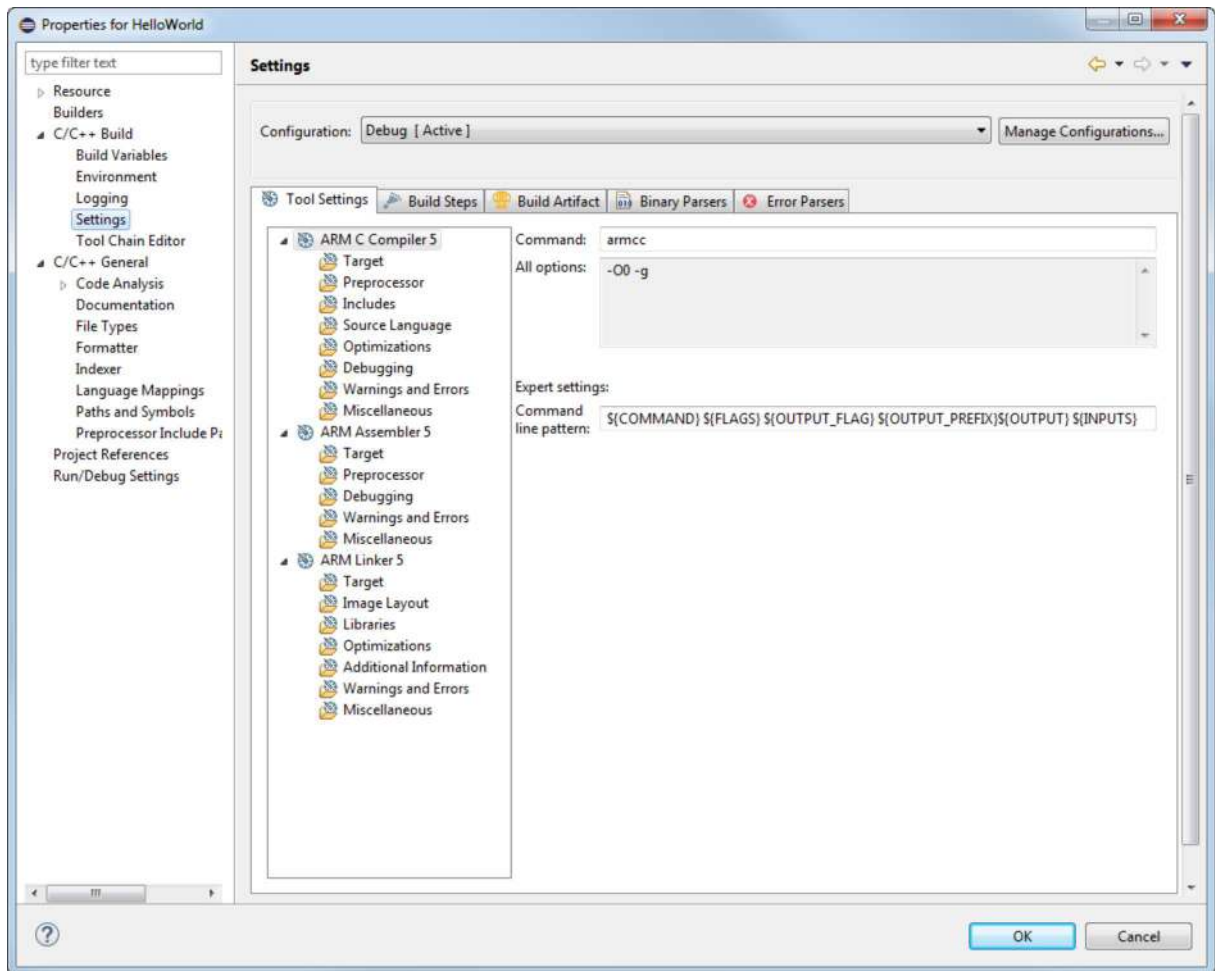 Properties for HelloWorld
type filter text
Resource
Builders
C/C++ Build
Build Variables
Environment
Logging
Settings
Tool Chain Editor
C/C++ General
Code Analysis
Documentation
File Types
Formatter
Indexer
Language Mappings
Paths and Symbols
Preprocessor Include Pa
Project References
Run/Debug Settings
Settings
Configuration: Debug [ Active ] Manage Configurations...
Tool Settings Build Steps Build Artifact Binary Parsers Error Parsers
ARM C Compiler 5
Target
Preprocessor
Includes
Source Language
Optimizations
Debugging
Warnings and Errors
Miscellaneous
ARM Assembler 5
Target
Preprocessor
Debugging
Warnings and Errors
Miscellaneous
ARM Linker 5
Target
Image Layout
Libraries
Optimizations
Additional Information
Warnings and Errors
Miscellaneous
Command: armcc
All options: -O0 -g
Expert settings:
Command
line pattern: ${COMMAND} ${FLAGS} ${OUTPUT_FLAG} ${OUTPUT_PREFIX}${OUTPUT} ${INPUTS}
OK Cancel